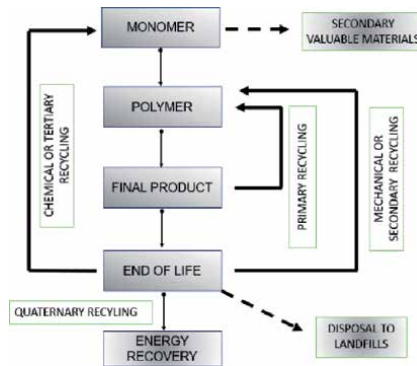 MONOMER
SECONDARY
VALUABLE MATERIALS
POLYMER
CHEMICAL OR TERTIARY
RECYCLING
PRIMARY RECYCLING
MECHANICAL OR
SECONDARY RECYCLING
FINAL PRODUCT
END OF LIFE
QUATERNARY RECYLING
ENERGY
RECOVERY
DISPOSAL TO
LANDFILLS